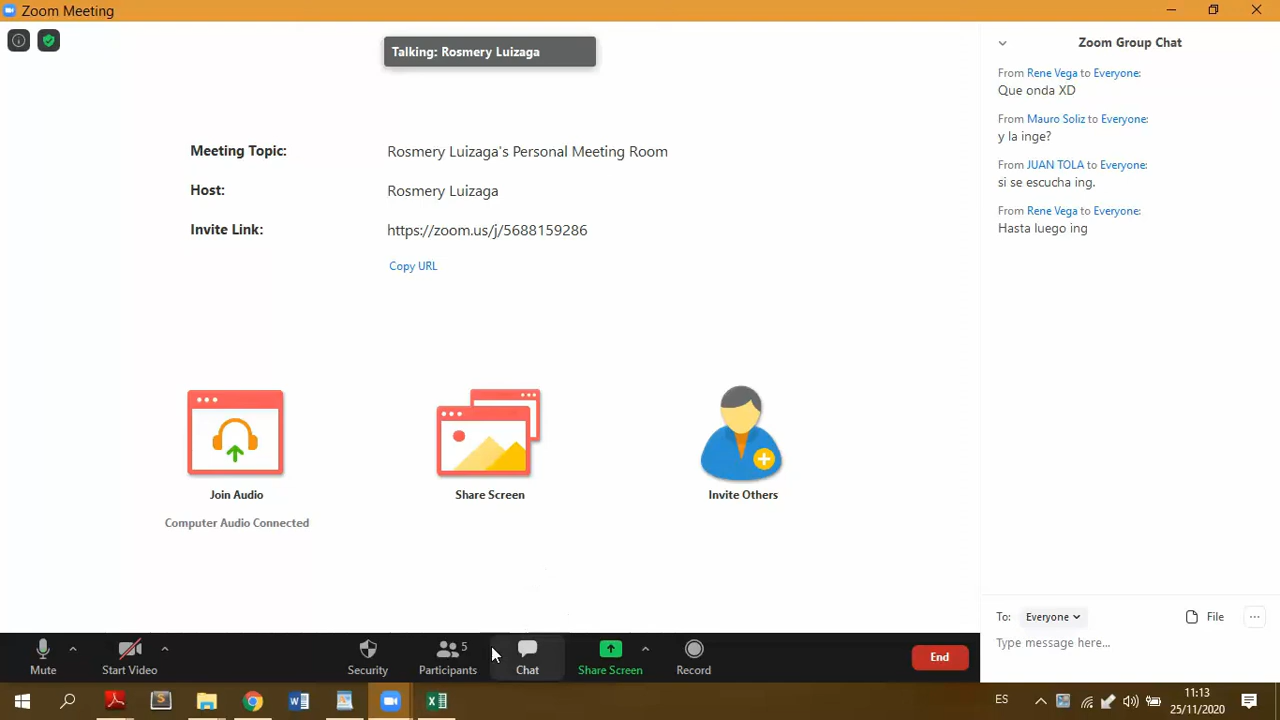 Zoom Meeting
Talking: Rosmery Luizaga
Meeting Topic: Rosmery Luizaga's Personal Meeting Room
Host: Rosmery Luizaga
Invite Link: https://zoom.us/j/5688159286
Copy URL
Join Audio
Computer Audio Connected
Share Screen
Invite Others
Zoom Group Chat
From Rene Vega to Everyone:
Que onda XD
From Mauro Soliz to Everyone:
y la inge?
From JUAN TOLA to Everyone:
si se escucha ing.
From Rene Vega to Everyone:
Hasta luego ing
To: Everyone File
Type message here...
Mute
Start Video
Security
Participants 5
Chat
Share Screen
Record
End
ES
11:13
25/11/2020